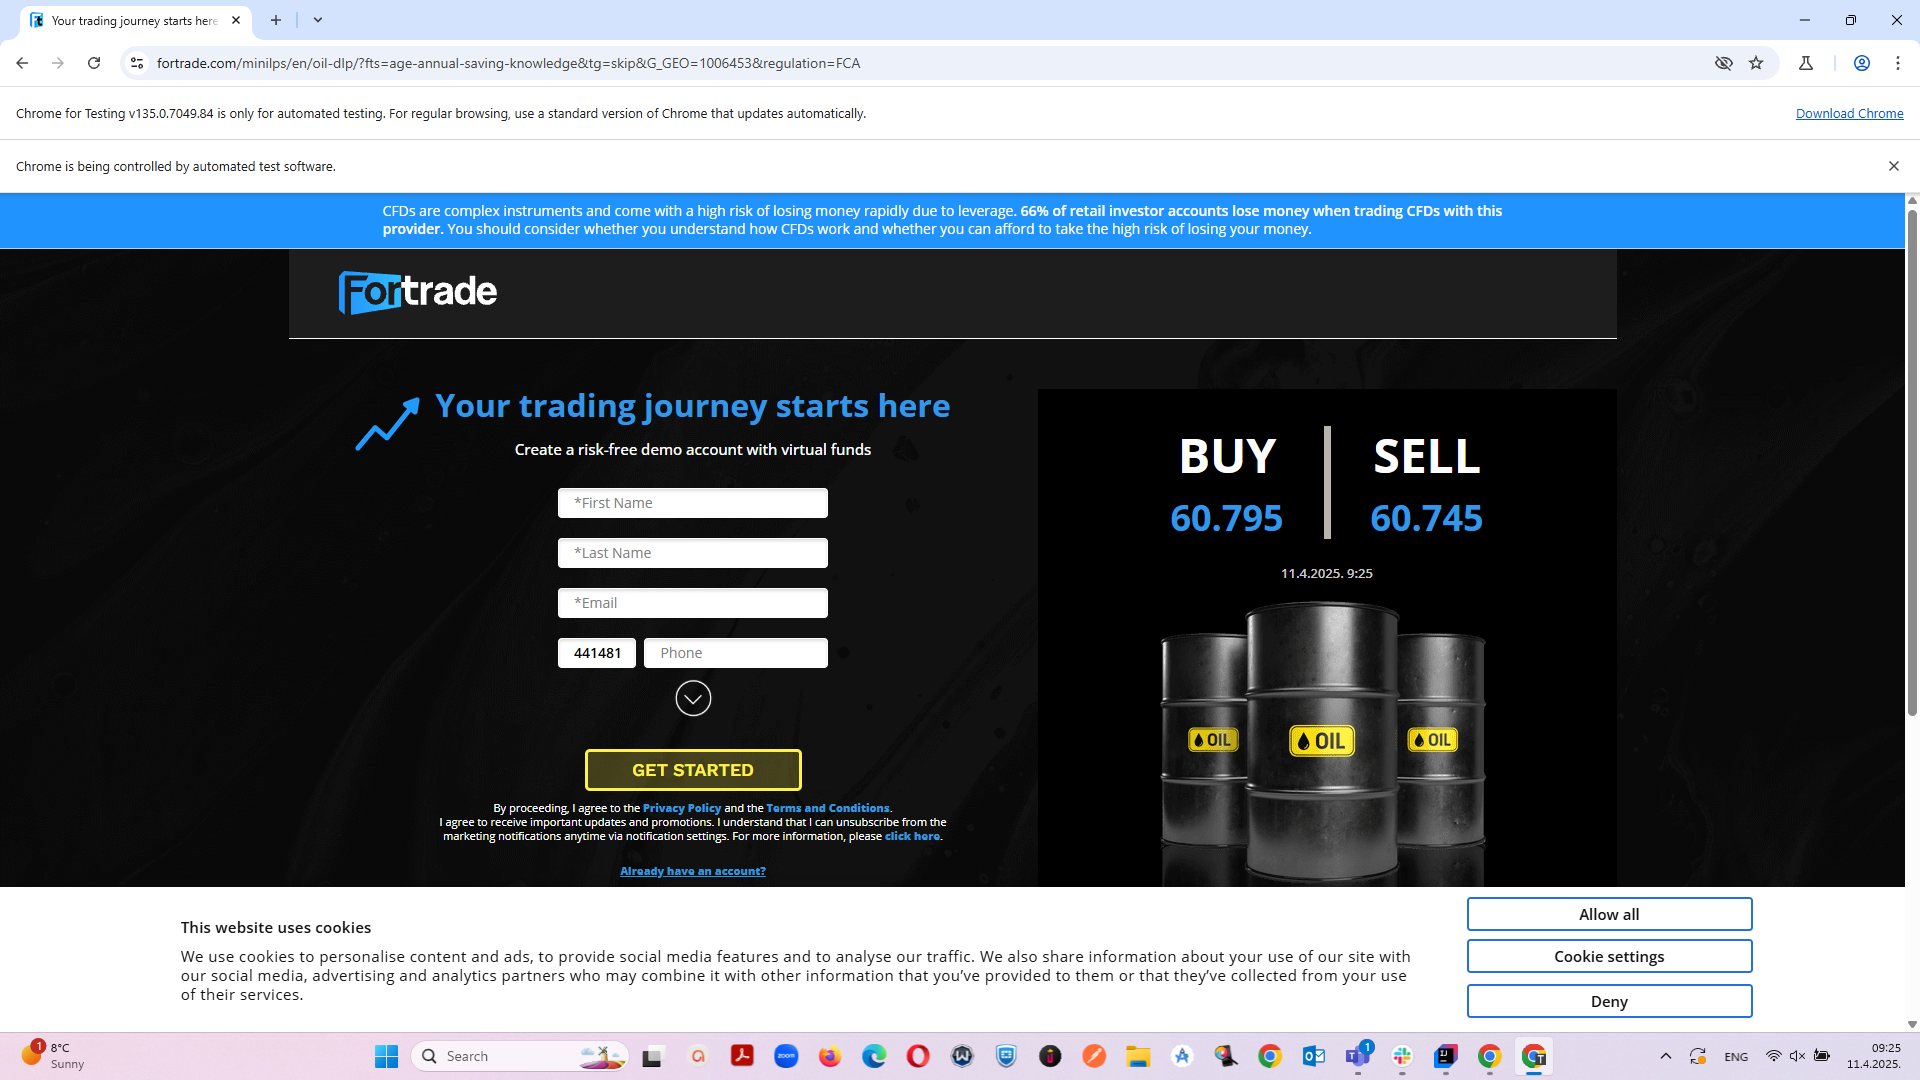 Your trading journey starts here
fortrade.com/minilps/en/oil-dlp/?fts=age-annual-saving-knowledge&tg=skip&G_GEO=1006453&regulation=FCA
Chrome for Testing v135.0.7049.84 is only for automated testing. For regular browsing, use a standard version of Chrome that updates automatically.
Download Chrome
Chrome is being controlled by automated test software.
CFDs are complex instruments and come with a high risk of losing money rapidly due to leverage. 66% of retail investor accounts lose money when trading CFDs with this
provider. You should consider whether you understand how CFDs work and whether you can afford to take the high risk of losing your money.
Fortrade
Your trading journey starts here
Create a risk-free demo account with virtual funds
*First Name
*Last Name
*Email
441481 Phone
GET STARTED
By proceeding, I agree to the Privacy Policy and the Terms and Conditions.
I agree to receive important updates and promotions. I understand that I can unsubscribe from the
marketing notifications anytime via notification settings. For more information, please click here.
Already have an account?
BUY SELL
60.795 60.745
11.4.2025. 9:25
OIL OIL OIL
This website uses cookies
We use cookies to personalise content and ads, to provide social media features and to analyse our traffic. We also share information about your use of our site with
our social media, advertising and analytics partners who may combine it with other information that you've provided to them or that they've collected from your use
of their services.
Allow all
Cookie settings
Deny
1
8°C
Sunny
Search
zoom
1
ENG
09:25
11.4.2025.